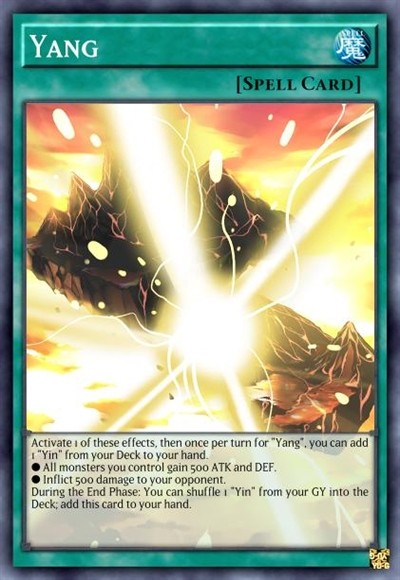 Yang
魔
[Spell Card]
Activate 1 of these effects, then once per turn for "Yang", you can add
1 "Yin" from your Deck to your hand.
● All monsters you control gain 500 ATK and DEF.
● Inflict 500 damage to your opponent.
During the End Phase: You can shuffle 1 "Yin" from your GY into the
Deck; add this card to your hand.